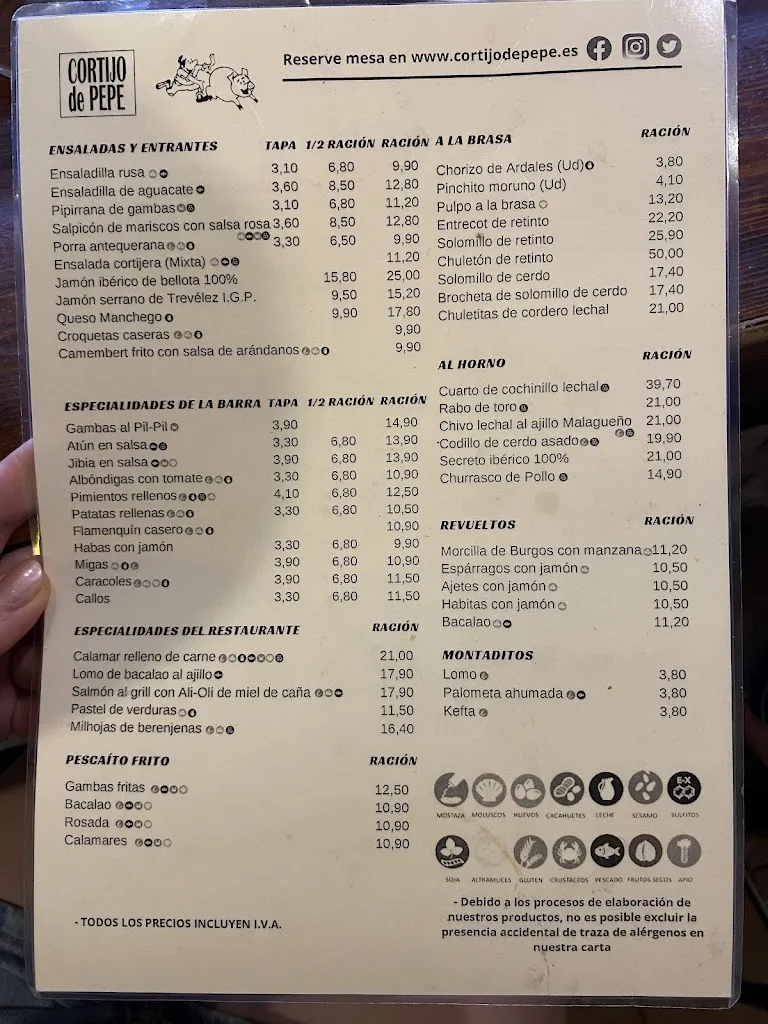 CORTIJO
de PEPE
Reserve mesa en www.cortijodepepe.es
ENSALADAS Y ENTRANTES TAPA 1/2 RACIÓN RACIÓN
Ensaladilla rusa 3,10 6,80 9,90
Ensaladilla de aguacate 3,60 8,50 12,80
Pipirrana de gambas 3,10 6,80 11,20
Salpicón de mariscos con salsa rosa 3,60 8,50 12,80
Porra antequerana 3,30 6,50 9,90
Ensalada cortijera (Mixta) 11,20
Jamón ibérico de bellota 100% 15,80 25,00
Jamón serrano de Trevélez I.G.P. 9,50 15,20
Queso Manchego 9,90 17,80
Croquetas caseras 9,90
Camembert frito con salsa de arándanos 9,90
ESPECIALIDADES DE LA BARRA TAPA 1/2 RACIÓN RACIÓN
Gambas al Pil-Pil 3,90 14,90
Atún en salsa 3,30 6,80 13,90
Jibia en salsa 3,90 6,80 13,90
Albóndigas con tomate 3,30 6,80 10,90
Pimientos rellenos 4,10 6,80 12,50
Patatas rellenas 3,30 6,80 10,50
Flamenquín casero 10,90
Habas con jamón 3,30 6,80 9,90
Migas 3,90 6,80 10,90
Caracoles 3,90 6,80 11,50
Callos 3,30 6,80 11,50
ESPECIALIDADES DEL RESTAURANTE RACIÓN
Calamar relleno de carne 21,00
Lomo de bacalao al ajillo 17,90
Salmón al grill con Ali-Oli de miel de caña 17,90
Pastel de verduras 11,50
Milhojas de berenjenas 16,40
PESCAÍTO FRITO RACIÓN
Gambas fritas 12,50
Bacalao 10,90
Rosada 10,90
Calamares 10,90
- TODOS LOS PRECIOS INCLUYEN I.V.A.
A LA BRASA RACIÓN
Chorizo de Ardales (Ud) 3,80
Pinchito moruno (Ud) 4,10
Pulpo a la brasa 13,20
Entrecot de retinto 22,20
Solomillo de retinto 25,90
Chuletón de retinto 50,00
Solomillo de cerdo 17,40
Brocheta de solomillo de cerdo 17,40
Chuletitas de cordero lechal 21,00
AL HORNO RACIÓN
Cuarto de cochinillo lechal 39,70
Rabo de toro 21,00
Chivo lechal al ajillo Malagueño 21,00
Codillo de cerdo asado 19,90
Secreto ibérico 100% 21,00
Churrasco de Pollo 14,90
REVUELTOS RACIÓN
Morcilla de Burgos con manzana 11,20
Espárragos con jamón 10,50
Ajetes con jamón 10,50
Habitas con jamón 10,50
Bacalao 11,20
MONTADITOS
Lomo 3,80
Palometa ahumada 3,80
Kefta 3,80
E-X
MOSTAZA MOLUSCOS HUEVOS CACAHUETES LECHE SÉSAMO SULFITOS
SOJA ALTRAMUCES GLUTEN CRUSTÁCEOS PESCADO FRUTOS SECOS APIO
- Debido a los procesos de elaboración de
nuestros productos, no es posible excluir la
presencia accidental de traza de alérgenos en
nuestra carta